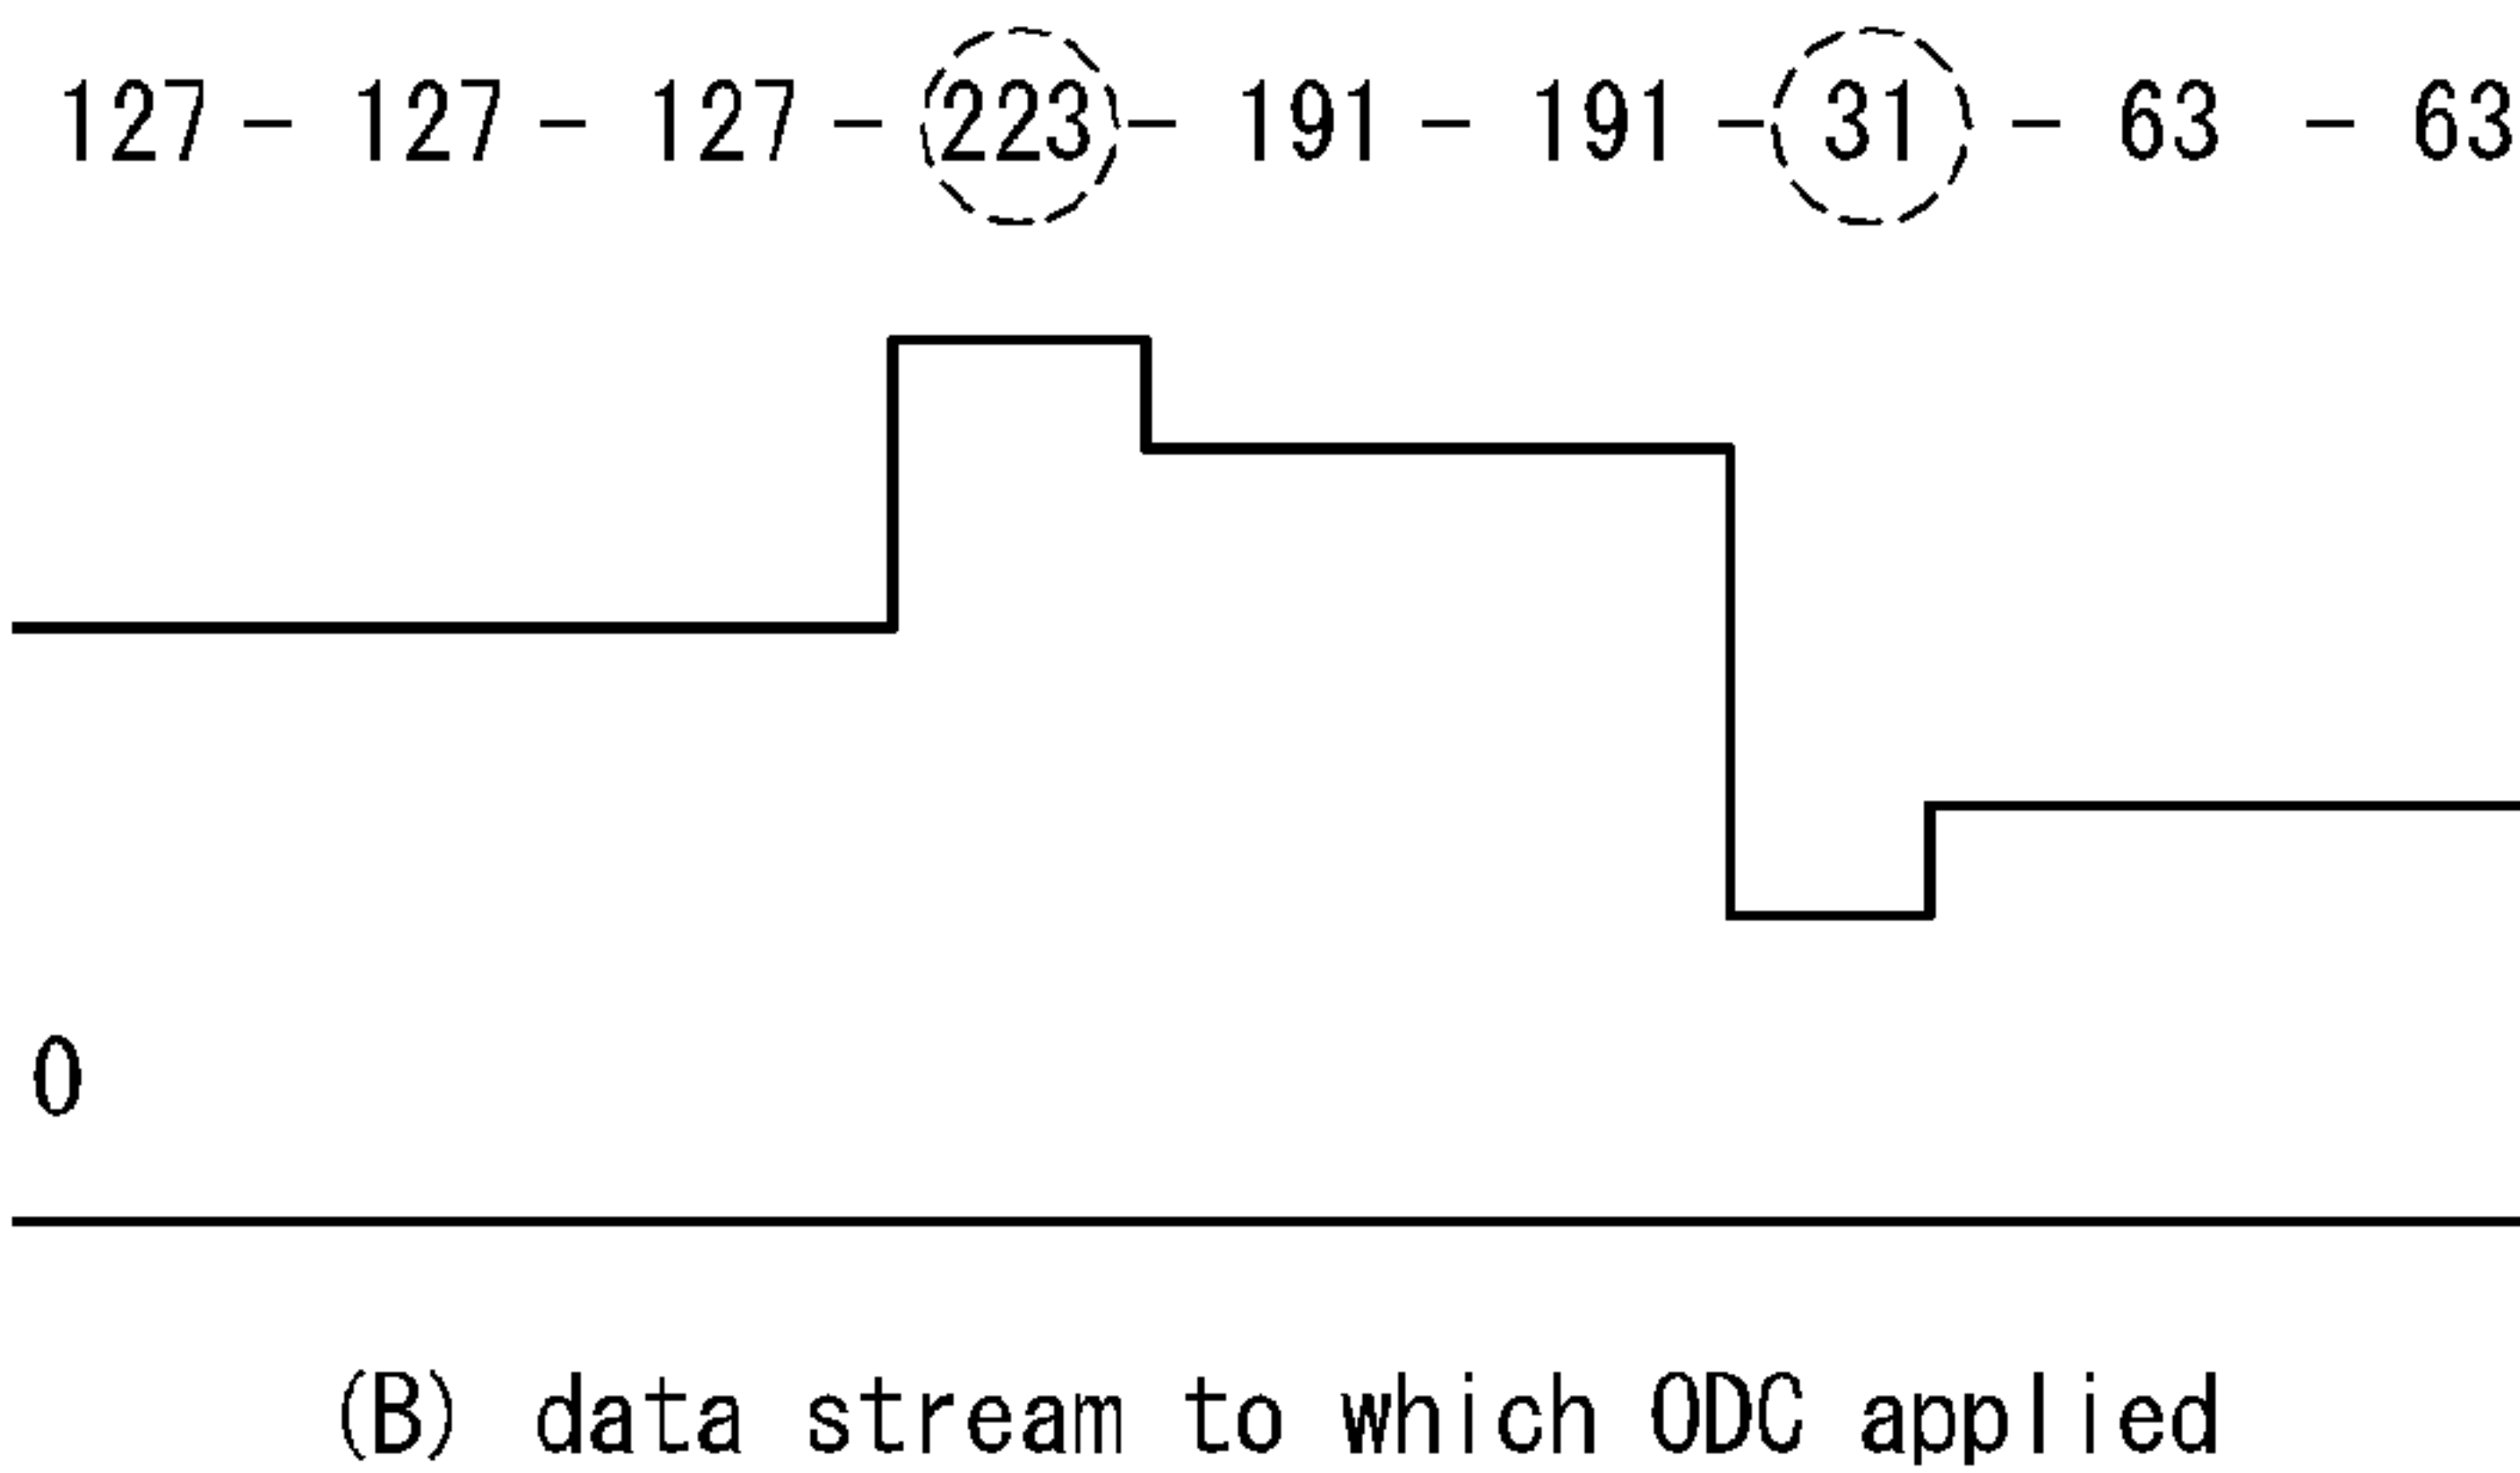 127 - 127 - 127 - 223 - 191 - 191 - 31 - 63 - 63
0
(B) data stream to which ODC applied